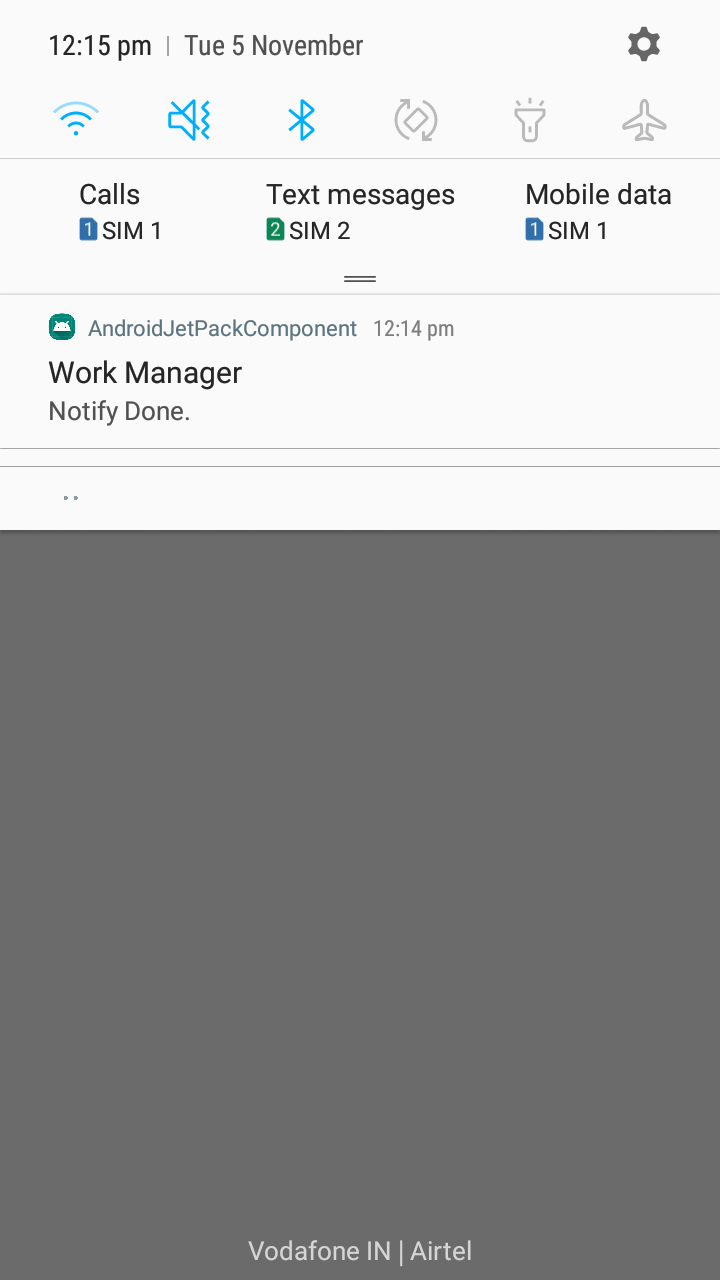 12:15 pm | Tue 5 November
Calls Text messages Mobile data
1 SIM 1 2 SIM 2 1 SIM 1
AndroidJetPackComponent 12:14 pm
Work Manager
Notify Done.
Vodafone IN | Airtel